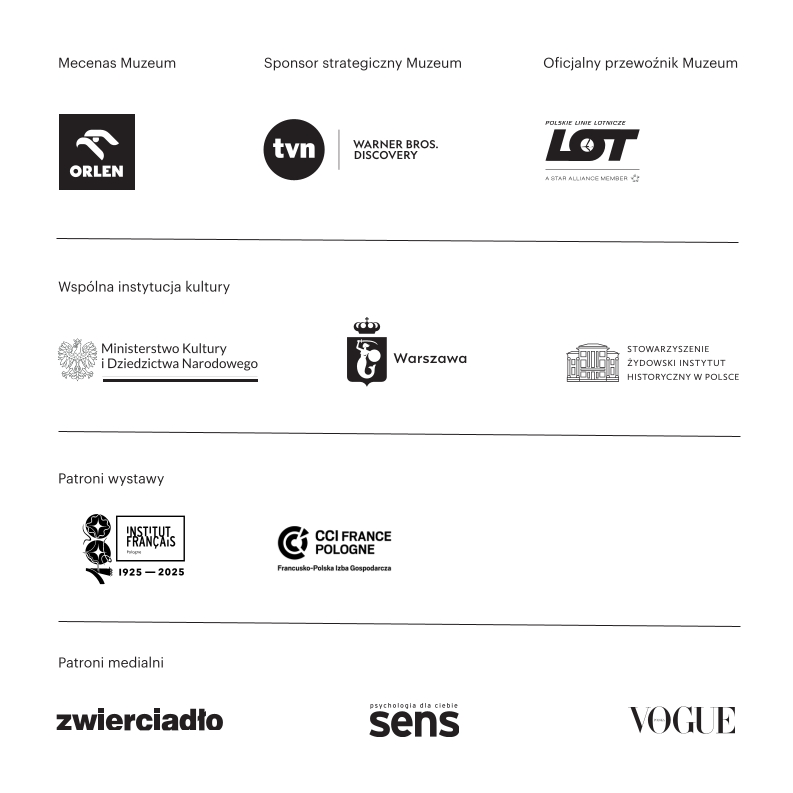 Mecenas Muzeum
Sponsor strategiczny Muzeum
Oficjalny przewoźnik Muzeum
ORLEN
tvn
WARNER BROS.
DISCOVERY
POLSKIE LINIE LOTNICZE
LOT
A STAR ALLIANCE MEMBER
Wspólna instytucja kultury
Ministerstwo Kultury
i Dziedzictwa Narodowego
Warszawa
STOWARZYSZENIE
ŻYDOWSKI INSTYTUT
HISTORYCZNY W POLSCE
Patroni wystawy
INSTITUT
FRANÇAIS
Pologne
1925 — 2025
CCI FRANCE
POLOGNE
Francusko-Polska Izba Gospodarcza
Patroni medialni
zwierciadło
psychologia dla ciebie
sens
VOGUE